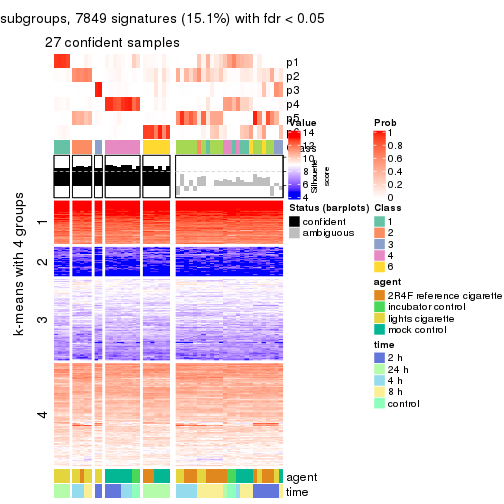 subgroups, 7849 signatures (15.1%) with fdr < 0.05
27 confident samples
p1
p2
p3
p4
p5
Value
14
12
10
8
6
4
Silhouette
score
Prob
1
0.8
0.6
0.4
0.2
0
Status (barplots)
confident
ambiguous
Class
1
2
3
4
6
agent
2R4F reference cigarette
incubator control
lights cigarette
mock control
time
2 h
24 h
4 h
8 h
control
k-means with 4 groups
1
2
3
4
agent
time